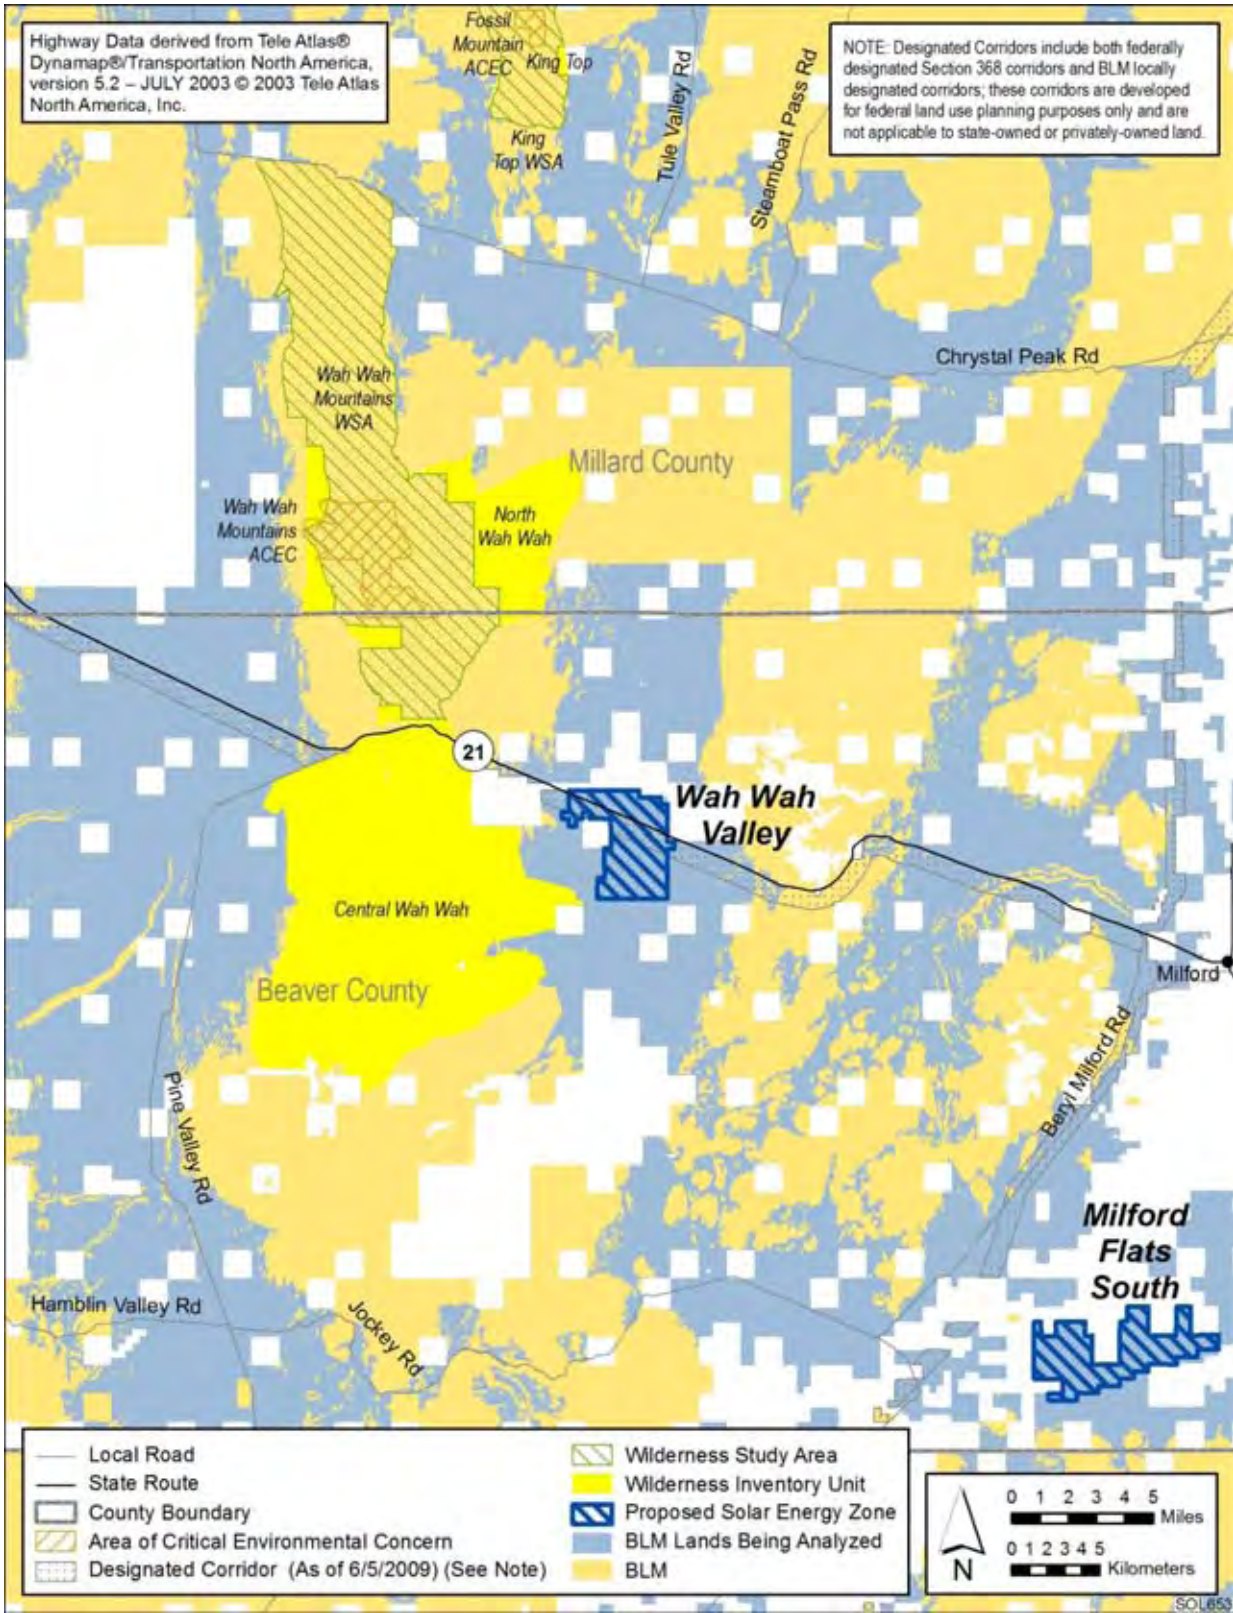 Highway Data derived from Tele Atlas®
Dynamap®/Transportation North America,
version 5.2 – JULY 2003 © 2003 Tele Atlas
North America, Inc.
NOTE: Designated Corridors include both federally
designated Section 368 corridors and BLM locally
designated corridors; these corridors are developed
for federal land use planning purposes only and are
not applicable to state-owned or privately-owned land.
Fossil
Mountain
ACEC
King Top
King
Top WSA
Tule Valley Rd
Steamboat Pass Rd
Chrystal Peak Rd
Wah Wah
Mountains
WSA
Millard County
Wah Wah
Mountains
ACEC
North
Wah Wah
21
Wah Wah
Valley
Central Wah Wah
Beaver County
Milford
Beryl Milford Rd
Pine Valley Rd
Milford
Flats
South
Hamblin Valley Rd
Jockey Rd
Local Road
State Route
County Boundary
Area of Critical Environmental Concern
Designated Corridor (As of 6/5/2009) (See Note)
Wilderness Study Area
Wilderness Inventory Unit
Proposed Solar Energy Zone
BLM Lands Being Analyzed
BLM
N
0 1 2 3 4 5
Miles
0 1 2 3 4 5
Kilometers
SOL653